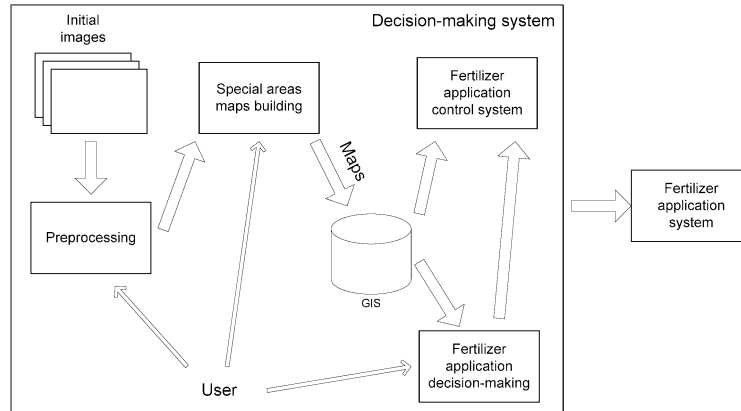 Initial
images
Decision-making system
Special areas
maps building
Fertilizer
application
control system
Maps
Preprocessing
Fertilizer
application
system
GIS
Fertilizer
application
decision-making
User